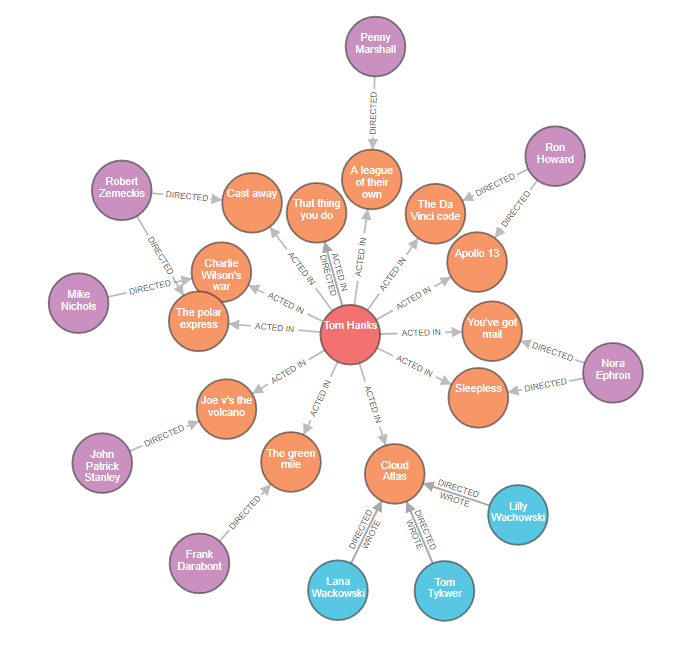 Penny
Marshall
DIRECTED
Ron
Howard
DIRECTED
DIRECTED
A league
of their
own
Robert
Zemeckis
DIRECTED
DIRECTED
Cast away
That thing
you do
The Da
Vinci code
ACTED IN
ACTED IN
ACTED IN
DIRECTED
ACTED IN
Apollo 13
ACTED IN
Charlie
Wilson's
war
ACTED IN
Mike
Nichols
DIRECTED
The polar
express
ACTED IN
Tom Hanks
ACTED IN
You've got
mail
DIRECTED
Nora
Ephron
DIRECTED
ACTED IN
Sleepless
ACTED IN
Joe v's the
volcano
ACTED IN
ACTED IN
DIRECTED
John
Patrick
Stanley
The green
mile
Cloud
Atlas
DIRECTED
WROTE
Lilly
Wachowski
DIRECTED
Frank
Darabont
DIRECTED
WROTE
DIRECTED
WROTE
Lana
Wackowski
Tom
Tykwer